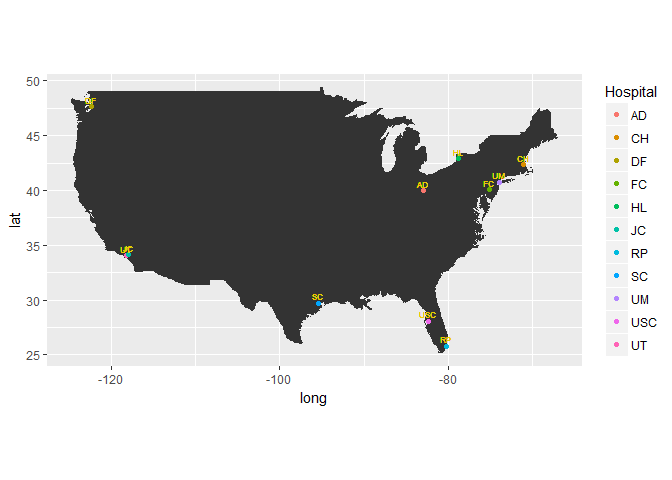 50
45
40
35
30
25
lat
-120
-100
-80
long
DF
HL
CH
AD
FC
UM
JC
SC
USC
RP
Hospital
AD
CH
DF
FC
HL
JC
RP
SC
UM
USC
UT